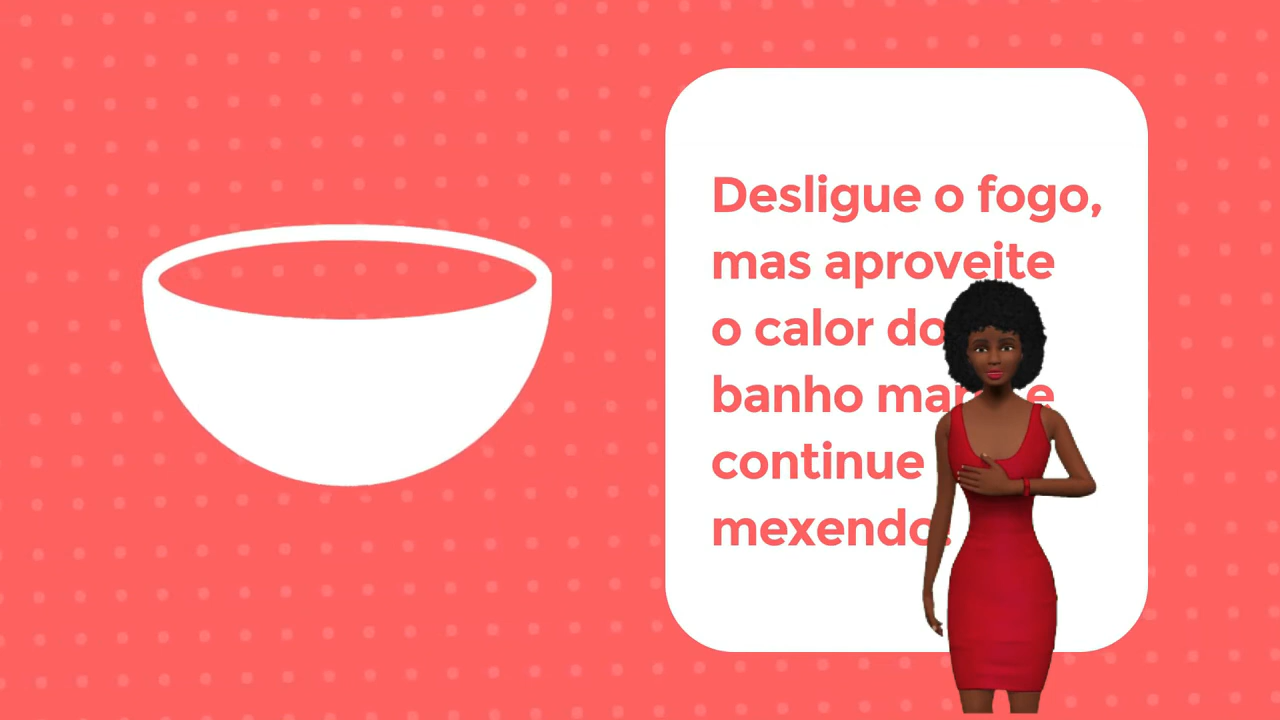 Desligue o fogo,
mas aproveite
o calor do
banho e
continue
mexendo.